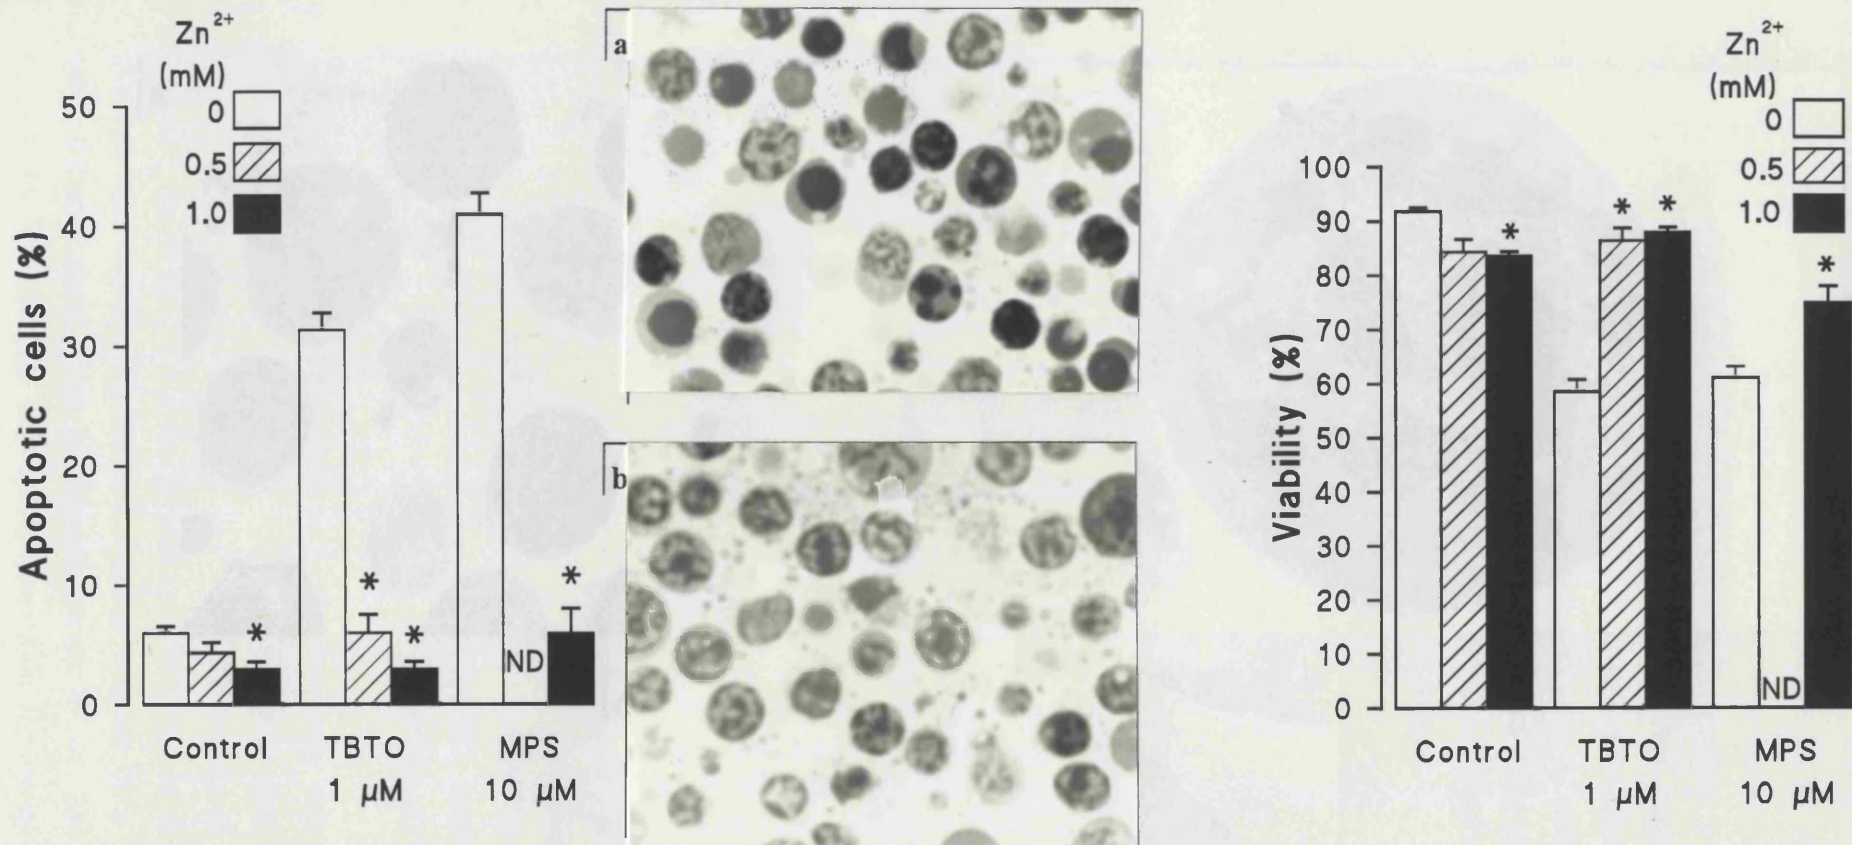 Zn²⁺
(mM)
0
0.5
1.0
Apoptotic cells (%)
50
40
30
20
10
0
*
*
*
ND
*
Control
TBTO
1 μM
MPS
10 μM
a
b
Zn²⁺
(mM)
0
0.5
1.0
Viability (%)
100
90
80
70
60
50
40
30
20
10
0
*
*
*
ND
*
Control
TBTO
1 μM
MPS
10 μM